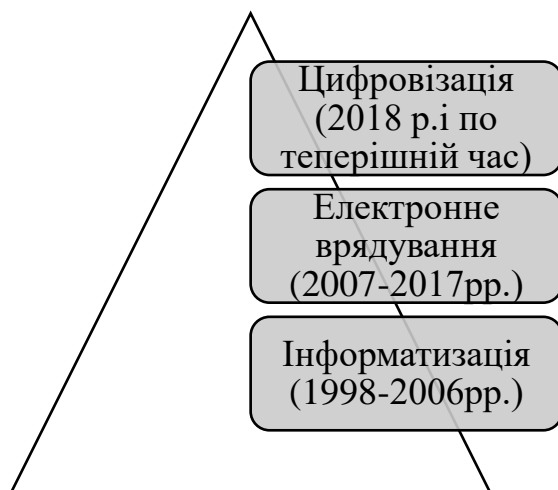 Цифровізація
(2018 р.і по
теперішній час)
Електронне
врядування
(2007-2017рр.)
Інформатизація
(1998-2006рр.)